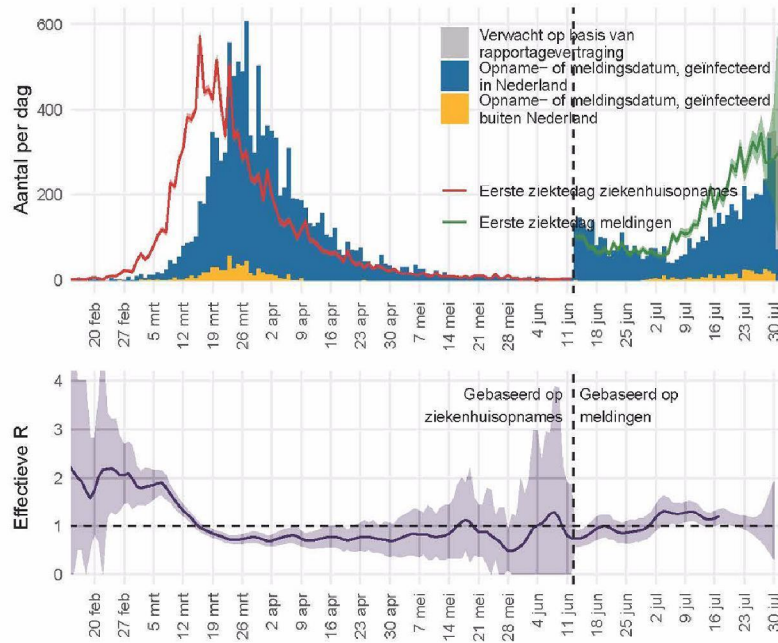 Aantal per dag
600
400
200
0
Verwacht op basis van
rapportagevertraging
Opname- of meldingsdatum, geïnfecteerd
in Nederland
Opname- of meldingsdatum, geïnfecteerd
buiten Nederland
Eerste ziektedag ziekenhuisopnames
Eerste ziektedag meldingen
20 feb
27 feb
5 mrt
12 mrt
19 mrt
26 mrt
2 apr
9 apr
16 apr
23 apr
30 apr
7 mei
14 mei
21 mei
28 mei
4 jun
11 jun
18 jun
25 jun
2 jul
9 jul
16 jul
23 jul
30 jul
Effectieve R
4
3
2
1
0
Gebaseerd op
ziekenhuisopnames
Gebaseerd op
meldingen
20 feb
27 feb
5 mrt
12 mrt
19 mrt
26 mrt
2 apr
9 apr
16 apr
23 apr
30 apr
7 mei
14 mei
21 mei
28 mei
4 jun
11 jun
18 jun
25 jun
2 jul
9 jul
16 jul
23 jul
30 jul